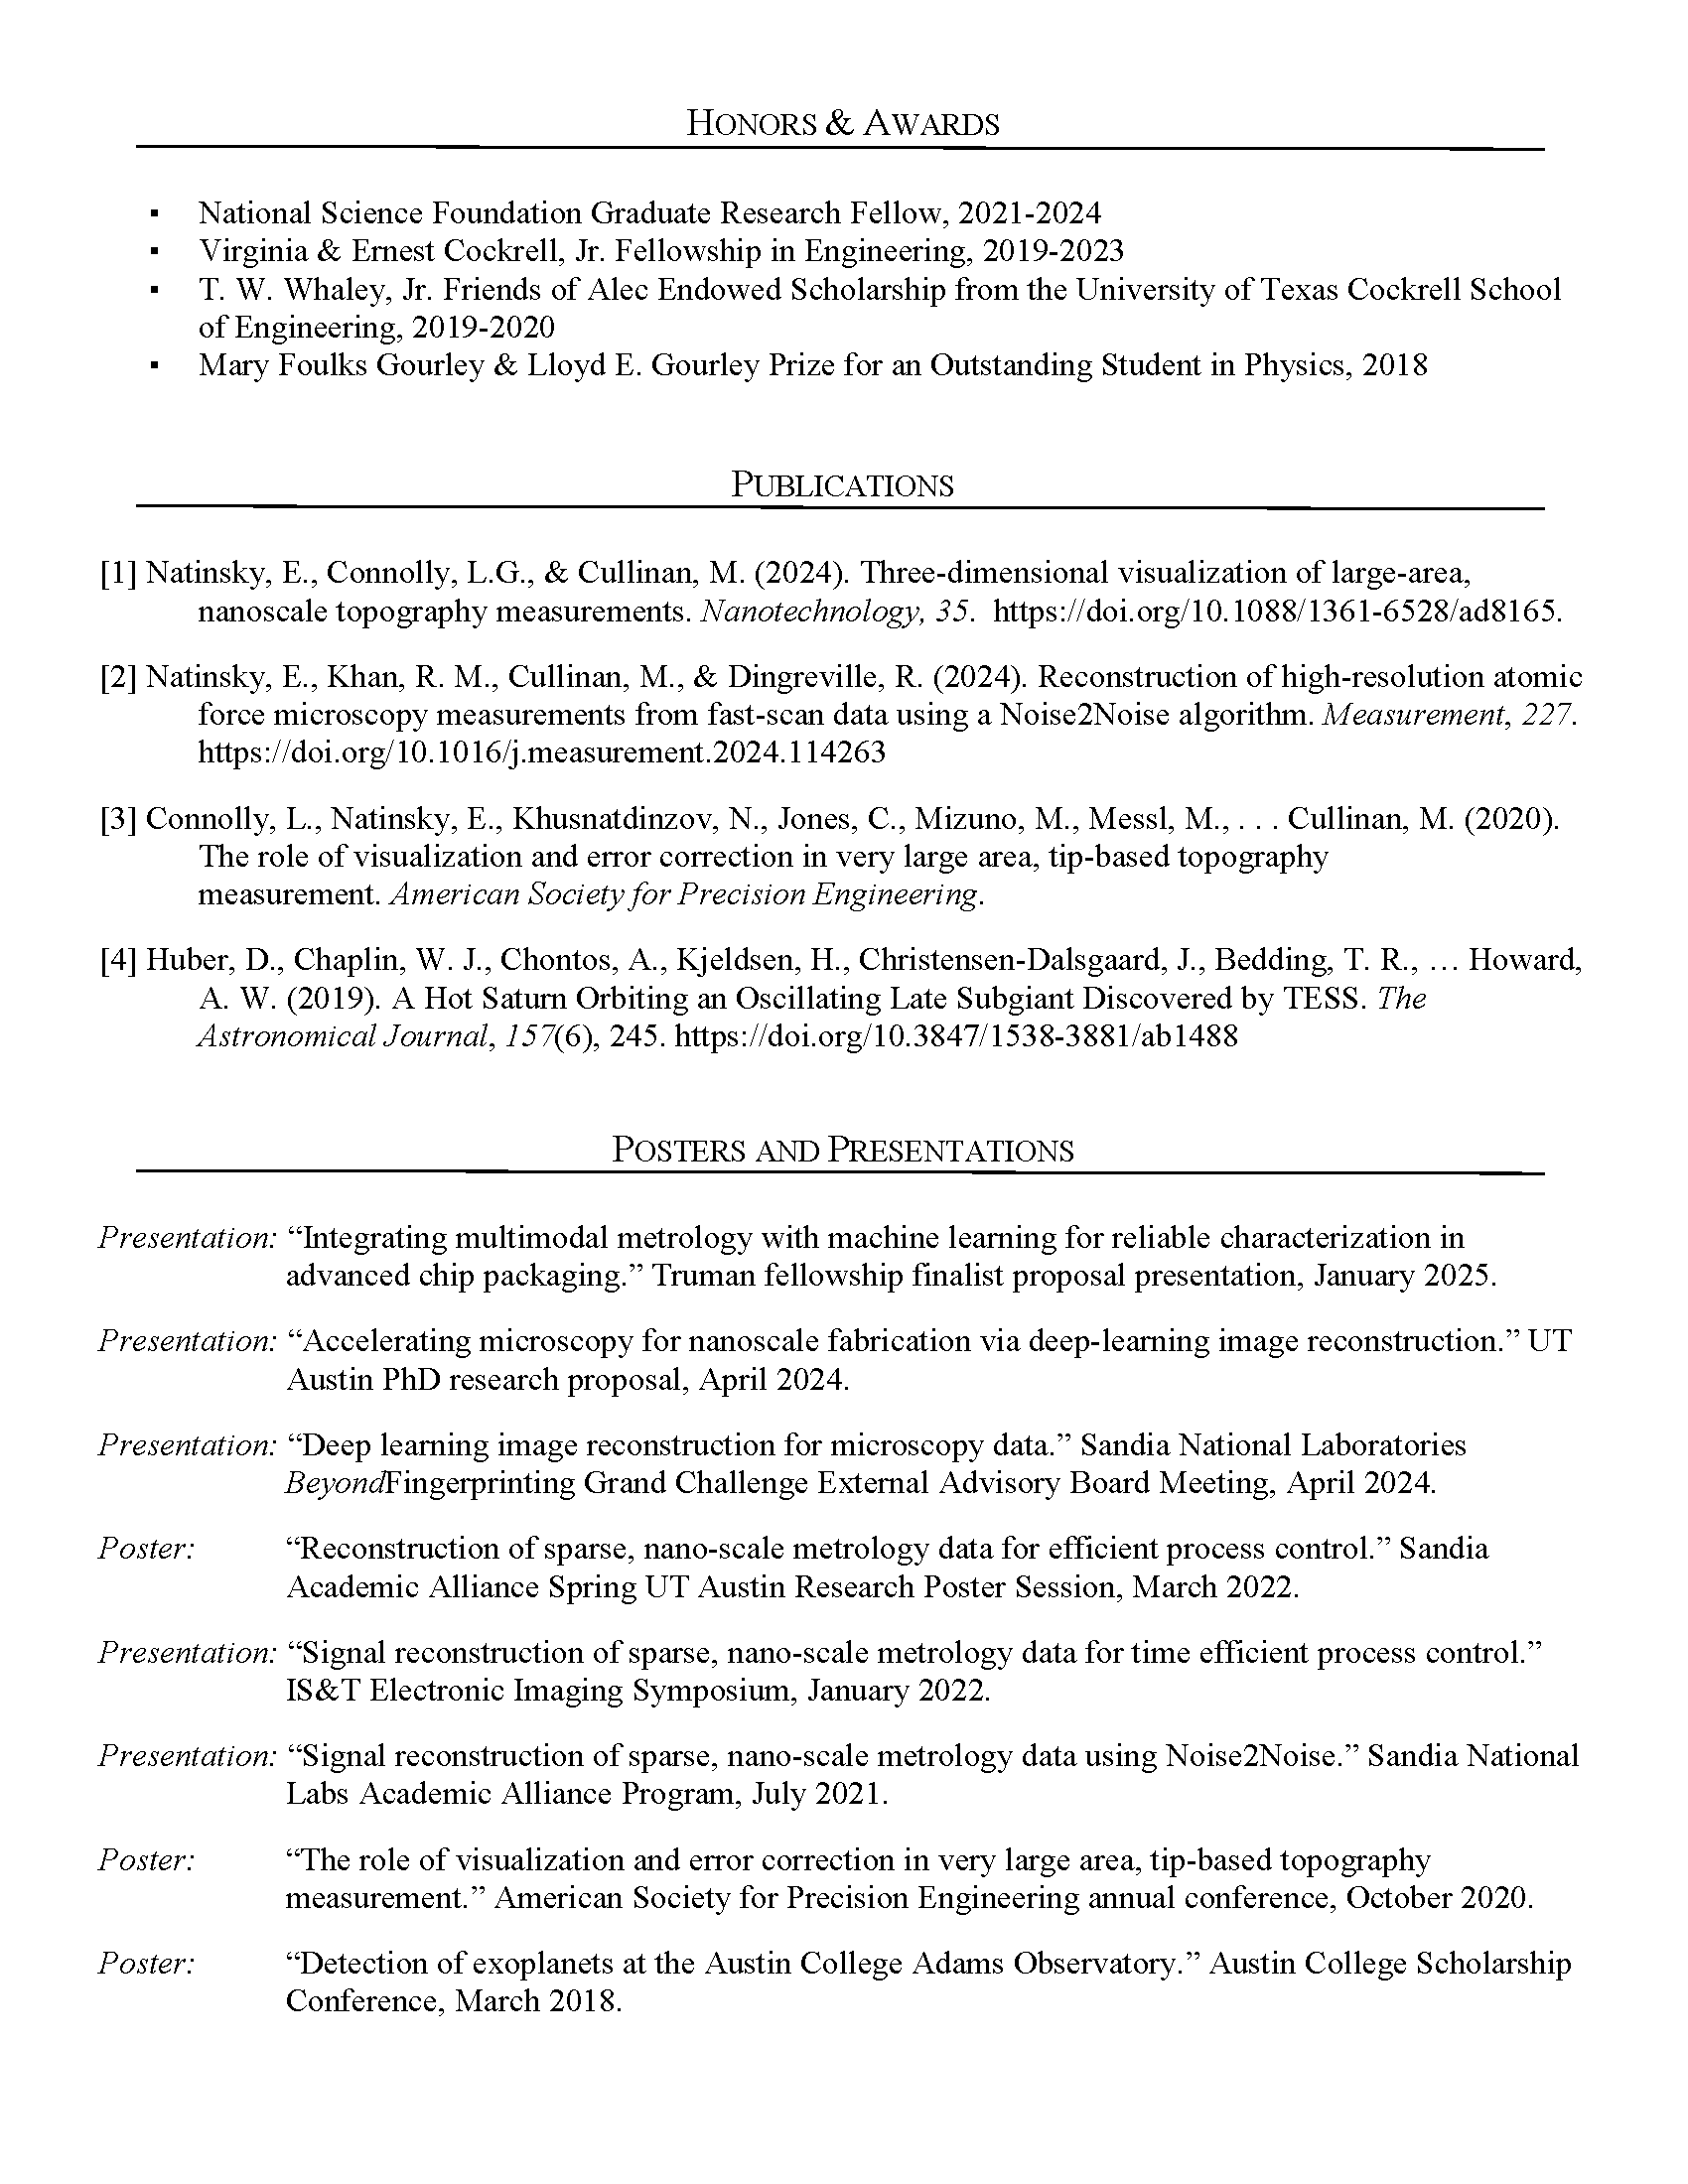 HONORS & AWARDS
▪ National Science Foundation Graduate Research Fellow, 2021-2024
▪ Virginia & Ernest Cockrell, Jr. Fellowship in Engineering, 2019-2023
▪ T. W. Whaley, Jr. Friends of Alec Endowed Scholarship from the University of Texas Cockrell School
of Engineering, 2019-2020
▪ Mary Foulks Gourley & Lloyd E. Gourley Prize for an Outstanding Student in Physics, 2018
PUBLICATIONS
[1] Natinsky, E., Connolly, L.G., & Cullinan, M. (2024). Three-dimensional visualization of large-area,
nanoscale topography measurements. Nanotechnology, 35. https://doi.org/10.1088/1361-6528/ad8165.
[2] Natinsky, E., Khan, R. M., Cullinan, M., & Dingreville, R. (2024). Reconstruction of high-resolution atomic
force microscopy measurements from fast-scan data using a Noise2Noise algorithm. Measurement, 227.
https://doi.org/10.1016/j.measurement.2024.114263
[3] Connolly, L., Natinsky, E., Khusnatdinzov, N., Jones, C., Mizuno, M., Messl, M., . . . Cullinan, M. (2020).
The role of visualization and error correction in very large area, tip-based topography
measurement. American Society for Precision Engineering.
[4] Huber, D., Chaplin, W. J., Chontos, A., Kjeldsen, H., Christensen-Dalsgaard, J., Bedding, T. R., … Howard,
A. W. (2019). A Hot Saturn Orbiting an Oscillating Late Subgiant Discovered by TESS. The
Astronomical Journal, 157(6), 245. https://doi.org/10.3847/1538-3881/ab1488
POSTERS AND PRESENTATIONS
Presentation: “Integrating multimodal metrology with machine learning for reliable characterization in
advanced chip packaging.” Truman fellowship finalist proposal presentation, January 2025.
Presentation: “Accelerating microscopy for nanoscale fabrication via deep-learning image reconstruction.” UT
Austin PhD research proposal, April 2024.
Presentation: “Deep learning image reconstruction for microscopy data.” Sandia National Laboratories
BeyondFingerprinting Grand Challenge External Advisory Board Meeting, April 2024.
Poster: “Reconstruction of sparse, nano-scale metrology data for efficient process control.” Sandia
Academic Alliance Spring UT Austin Research Poster Session, March 2022.
Presentation: “Signal reconstruction of sparse, nano-scale metrology data for time efficient process control.”
IS&T Electronic Imaging Symposium, January 2022.
Presentation: “Signal reconstruction of sparse, nano-scale metrology data using Noise2Noise.” Sandia National
Labs Academic Alliance Program, July 2021.
Poster: “The role of visualization and error correction in very large area, tip-based topography
measurement.” American Society for Precision Engineering annual conference, October 2020.
Poster: “Detection of exoplanets at the Austin College Adams Observatory.” Austin College Scholarship
Conference, March 2018.